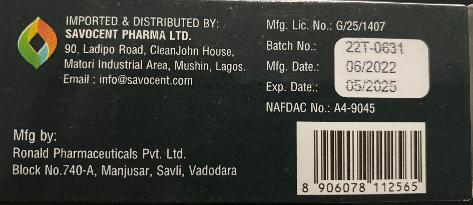 IMPORTED & DISTRIBUTED BY:
SAVOCENT PHARMA LTD.
90, Ladipo Road, CleanJohn House,
Matori Industrial Area, Mushin, Lagos.
Email : info@savocent.com
Mfg by:
Ronald Pharmaceuticals Pvt. Ltd.
Block No.740-A, Manjusar, Savli, Vadodara
Mfg. Lic. No.: G/25/1407
Batch No.: 22T-0631
Mfg. Date.: 06/2022
Exp. Date.: 05/2025
NAFDAC No.: A4-9045
8 906078 112565